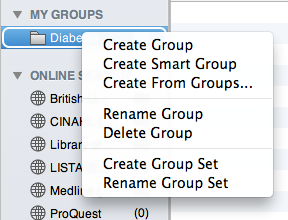 MY GROUPS
Diabe
Create Group
Create Smart Group
Create From Groups...
Rename Group
Delete Group
Create Group Set
Rename Group Set
ONLINE S
British
CINAH
Librar
LISTA
Medlin
ProQuest (0)